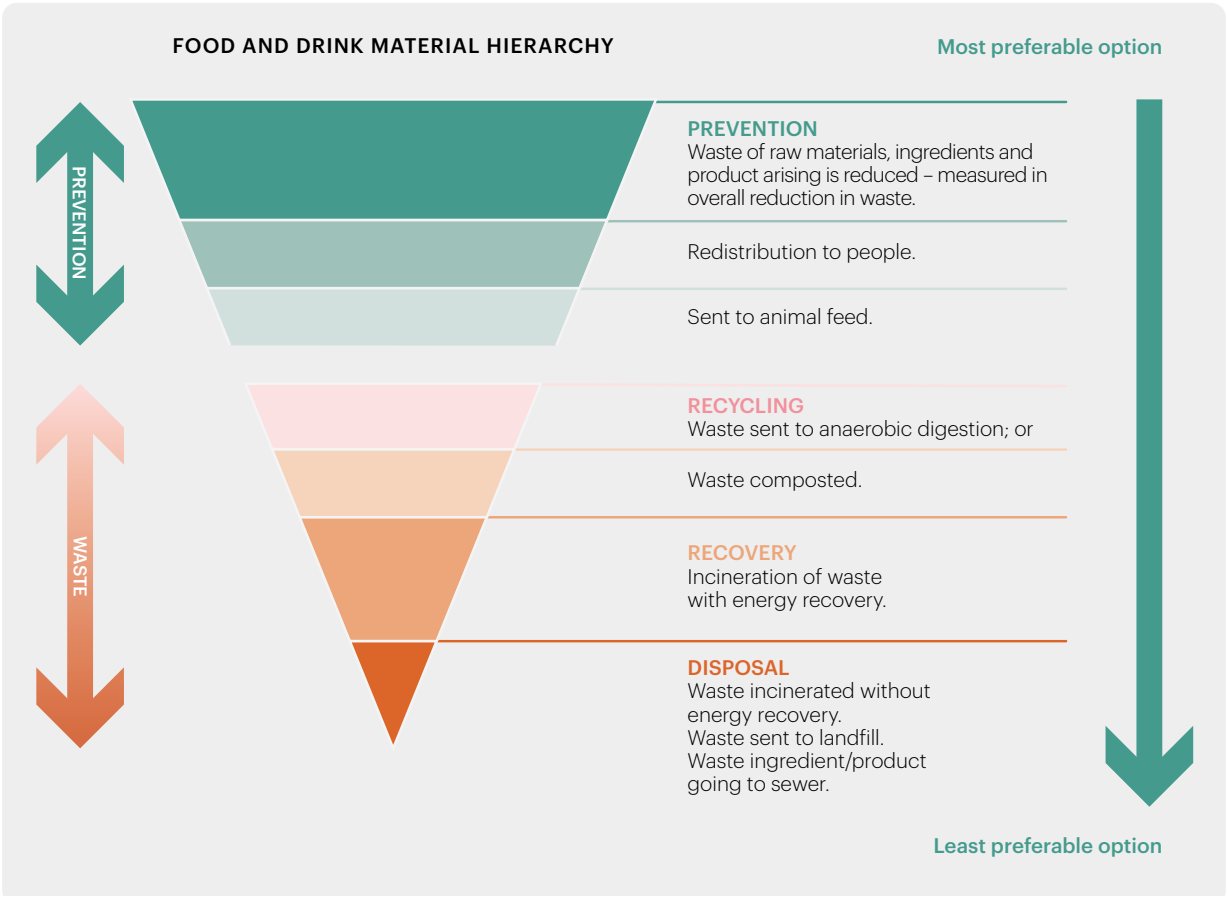 FOOD AND DRINK MATERIAL HIERARCHY
Most preferable option
PREVENTION
PREVENTION
Waste of raw materials, ingredients and
product arising is reduced – measured in
overall reduction in waste.
Redistribution to people.
Sent to animal feed.
WASTE
RECYCLING
Waste sent to anaerobic digestion; or
Waste composted.
RECOVERY
Incineration of waste
with energy recovery.
DISPOSAL
Waste incinerated without
energy recovery.
Waste sent to landfill.
Waste ingredient/product
going to sewer.
Least preferable option